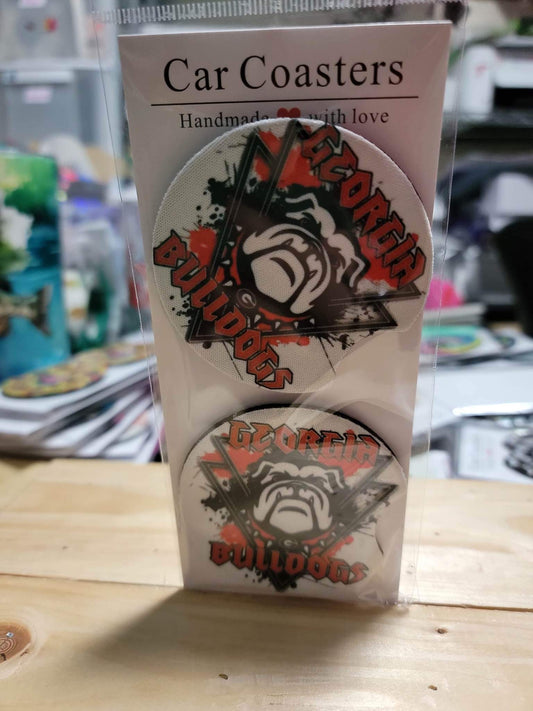 Car Coasters
Handmade with love
GEORGIA
BULLDOGS
G
GEORGIA
BULLDOGS
G